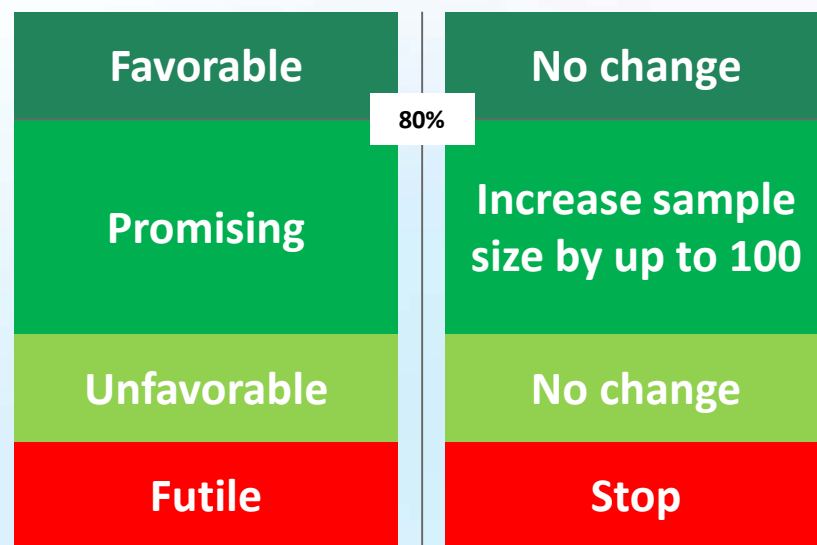 Favorable
No change
80%
Promising
Increase sample
size by up to 100
Unfavorable
No change
Futile
Stop